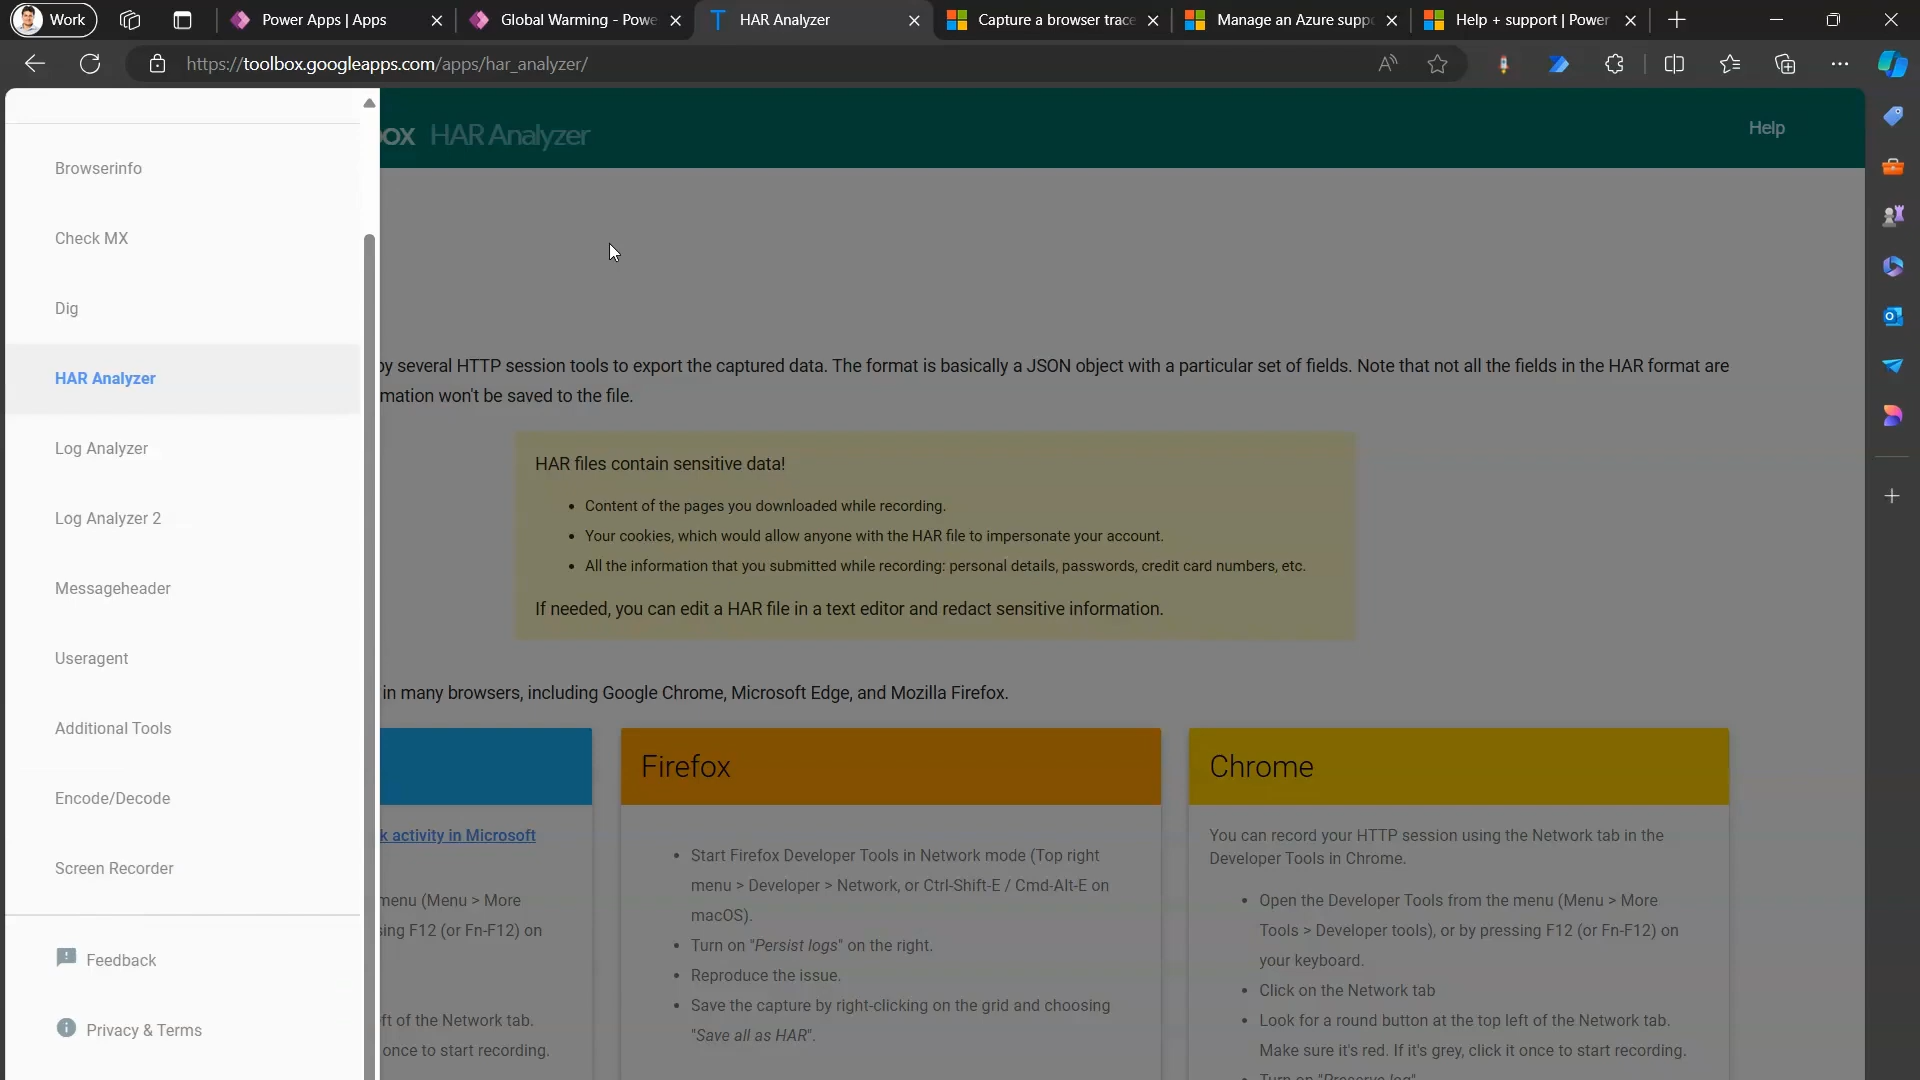 Work
Power Apps | Apps
Global Warming - Powe
HAR Analyzer
Capture a browser trace
Manage an Azure suppo
Help + support | Power
https://toolbox.googleapps.com/apps/har_analyzer/
box HAR Analyzer
Help
Browserinfo
Check MX
Dig
HAR Analyzer
Log Analyzer
Log Analyzer 2
Messageheader
Useragent
Additional Tools
Encode/Decode
Screen Recorder
Feedback
Privacy & Terms
by several HTTP session tools to export the captured data. The format is basically a JSON object with a particular set of fields. Note that not all the fields in the HAR format are
mation won't be saved to the file.
HAR files contain sensitive data!
• Content of the pages you downloaded while recording.
• Your cookies, which would allow anyone with the HAR file to impersonate your account.
• All the information that you submitted while recording: personal details, passwords, credit card numbers, etc.
If needed, you can edit a HAR file in a text editor and redact sensitive information.
in many browsers, including Google Chrome, Microsoft Edge, and Mozilla Firefox.
k activity in Microsoft
menu (Menu > More
sing F12 (or Fn-F12) on
ft of the Network tab.
once to start recording.
Firefox
• Start Firefox Developer Tools in Network mode (Top right
menu > Developer > Network, or Ctrl-Shift-E / Cmd-Alt-E on
macOS).
• Turn on "Persist logs" on the right.
• Reproduce the issue.
• Save the capture by right-clicking on the grid and choosing
"Save all as HAR".
Chrome
You can record your HTTP session using the Network tab in the
Developer Tools in Chrome.
• Open the Developer Tools from the menu (Menu > More
Tools > Developer tools), or by pressing F12 (or Fn-F12) on
your keyboard.
• Click on the Network tab
• Look for a round button at the top left of the Network tab.
Make sure it's red. If it's grey, click it once to start recording.
• Turn on "Preserve log"